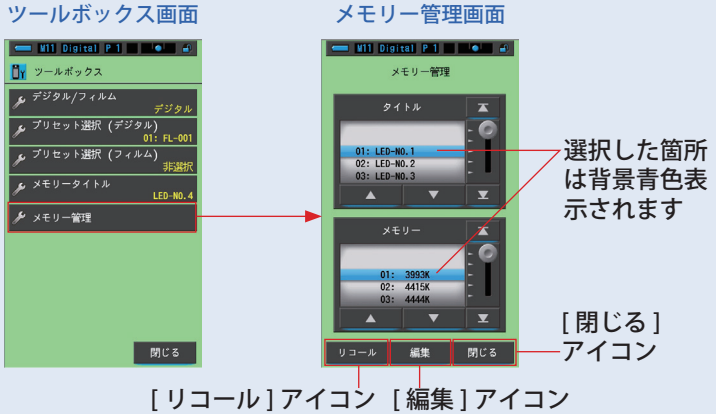 ツールボックス画面
M11 Digital P 1
ツールボックス
デジタル/フィルム
デジタル
プリセット選択 (デジタル)
01: FL-001
プリセット選択 (フィルム)
非選択
メモリータイトル
LED-NO.4
メモリー管理
閉じる
メモリー管理画面
M11 Digital P 1
メモリー管理
タイトル
01: LED-NO.1
02: LED-NO.2
03: LED-NO.3
メモリー
01: 3993K
02: 4415K
03: 4444K
リコール 編集 閉じる
選択した箇所
は背景青色表
示されます
[ 閉じる ]
アイコン
[ リコール ] アイコン [ 編集 ] アイコン